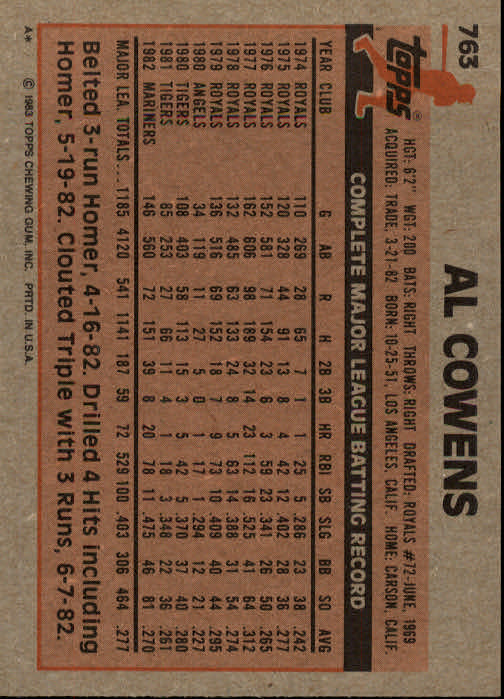 763
topps®
AL COWENS
HGT: 6'2" WGT: 200 BATS: RIGHT THROWS: RIGHT DRAFTED: ROYALS #72-JUNE, 1969
ACQUIRED: TRADE, 3-21-82 BORN: 10-25-51, LOS ANGELES, CALIF. HOME: CARSON, CALIF.
COMPLETE MAJOR LEAGUE BATTING RECORD
YEAR CLUB G AB R H 2B 3B HR RBI SB SLG BB SO AVG
1974 ROYALS 110 269 28 65 7 1 1 25 5 .286 23 38 .242
1975 ROYALS 120 328 44 91 13 8 4 42 12 .402 28 36 .277
1976 ROYALS 152 581 71 154 23 6 3 59 23 .341 26 50 .265
1977 ROYALS 162 606 98 189 32 14 23 112 16 .525 41 64 .312
1978 ROYALS 132 485 63 133 24 8 5 63 14 .388 31 54 .274
1979 ROYALS 136 516 69 152 18 7 9 73 10 .409 40 44 .295
1980 ANGELS 34 119 11 27 5 0 1 17 1 .294 12 21 .227
1980 TIGERS 108 403 58 113 15 3 5 42 5 .370 37 40 .280
1981 TIGERS 85 253 27 66 11 4 1 18 3 .348 22 36 .261
1982 MARINERS 146 560 72 151 39 8 20 78 11 .475 46 81 .270
MAJOR LEA. TOTALS... 1185 4120 541 1141 187 59 72 529 100 .403 306 464 .277
Belted 3-run Homer, 4-16-82. Drilled 4 Hits including
Homer, 5-19-82. Clouted Triple with 3 Runs, 6-7-82.
A* © 1983 TOPPS CHEWING GUM, INC. PRTD. IN U.S.A.